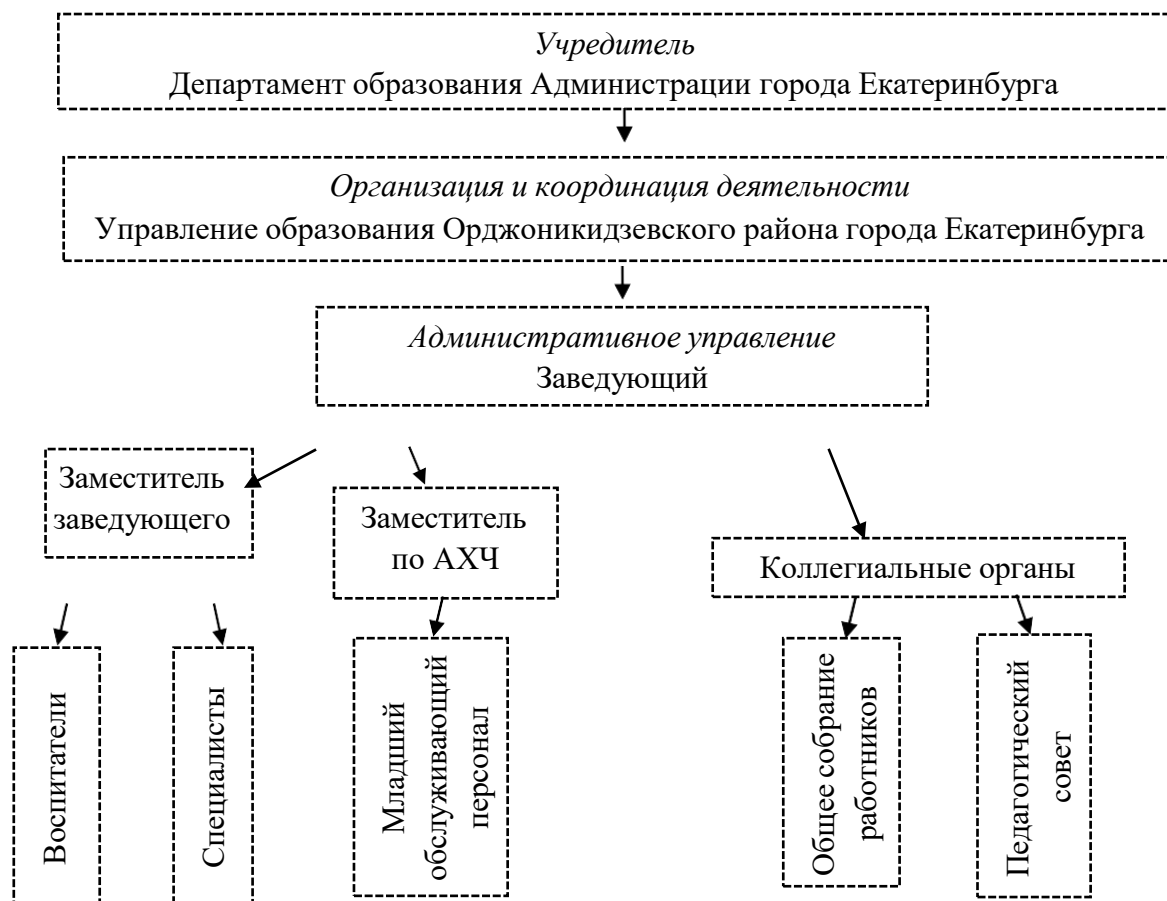 Учредитель
Департамент образования Администрации города Екатеринбурга
Организация и координация деятельности
Управление образования Орджоникидзевского района города Екатеринбурга
Административное управление
Заведующий
Заместитель
заведующего
Заместитель
по АХЧ
Коллегиальные органы
Воспитатели
Специалисты
Младший
обслуживающий
персонал
Общее собрание
работников
Педагогический
совет